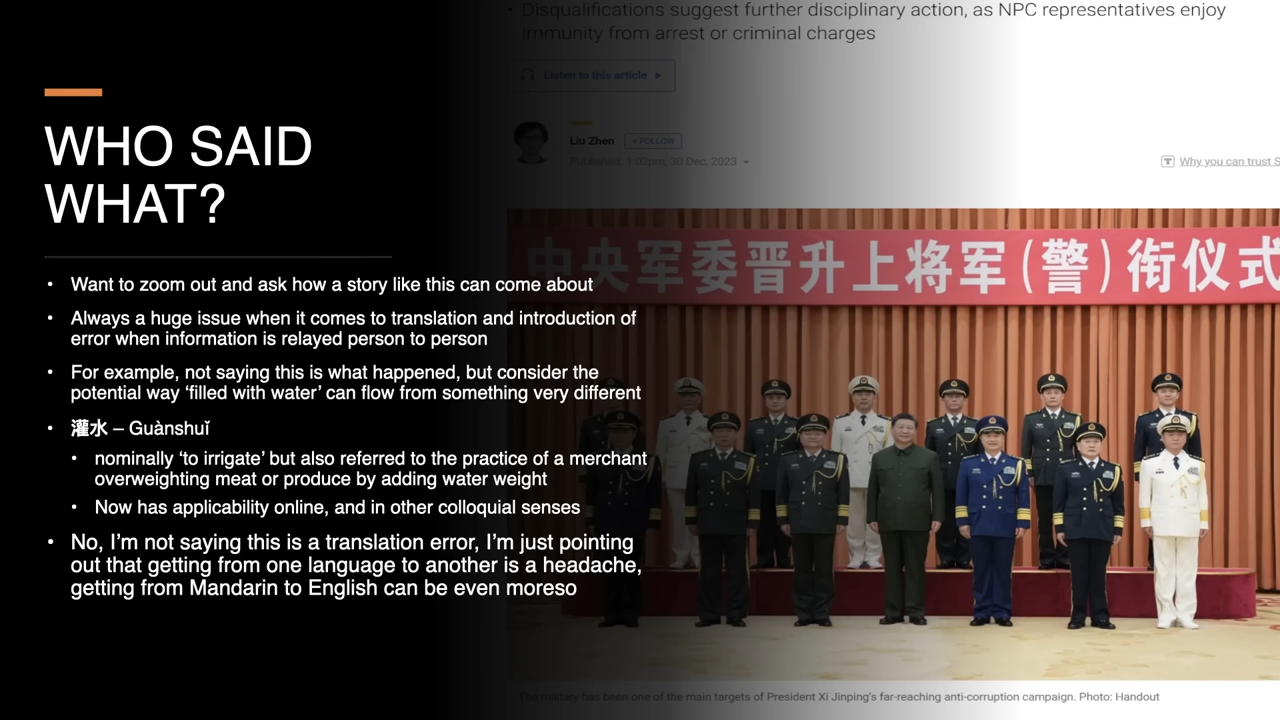 Disqualifications suggest further disciplinary action, as NPC representatives enjoy
immunity from arrest or criminal charges
Listen to this article
Liu Zhen
+ FOLLOW
Published: 1:02pm, 30 Dec, 2023
Why you can trust S
WHO SAID
WHAT?
中央军委晋升上将军（警）衔仪式
• Want to zoom out and ask how a story like this can come about
• Always a huge issue when it comes to translation and introduction of
error when information is relayed person to person
• For example, not saying this is what happened, but consider the
potential way ‘filled with water’ can flow from something very different
• 灌水 – Guànshuǐ
• nominally ‘to irrigate’ but also referred to the practice of a merchant
overweighting meat or produce by adding water weight
• Now has applicability online, and in other colloquial senses
• No, I’m not saying this is a translation error, I’m just pointing
out that getting from one language to another is a headache,
getting from Mandarin to English can be even moreso
The military has been one of the main targets of President Xi Jinping’s far-reaching anti-corruption campaign. Photo: Handout